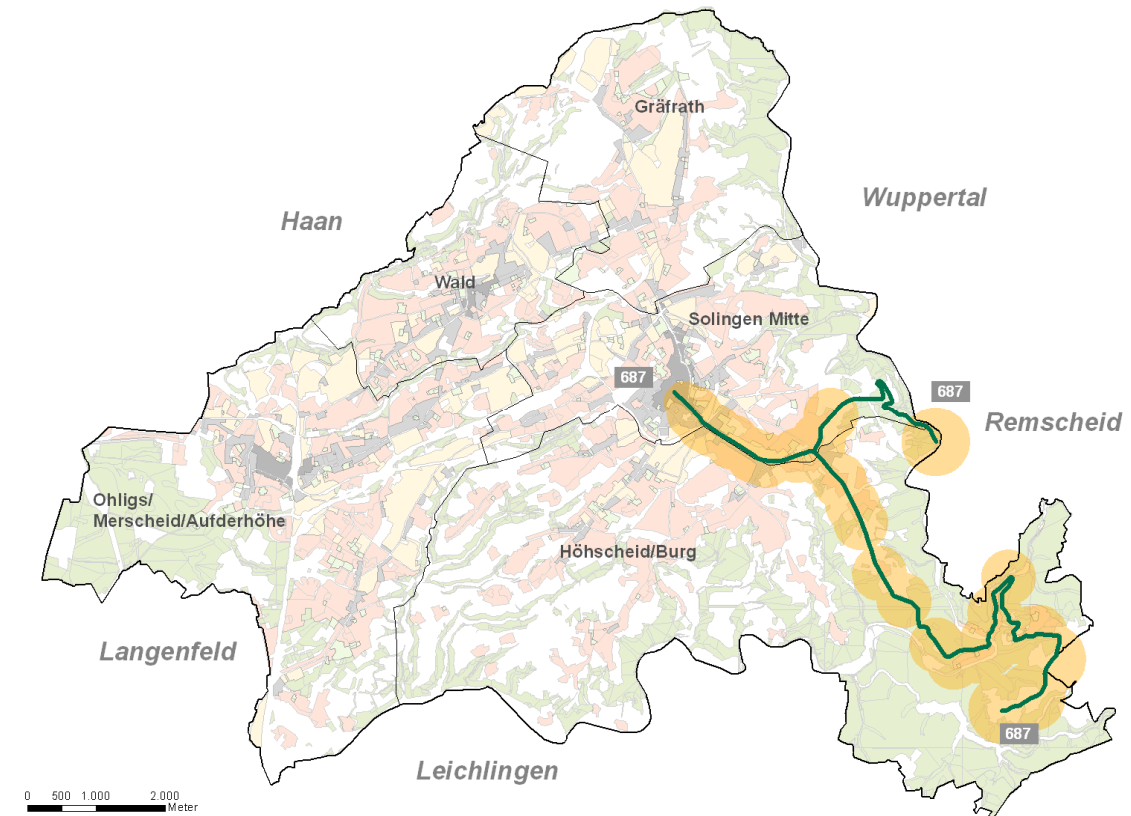 Gräfrath
Wuppertal
Haan
Wald
Solingen Mitte
687
687
Remscheid
Ohligs/
Merscheid/Aufderhöhe
Höhscheid/Burg
Langenfeld
687
Leichlingen
0 500 1.000 2.000
Meter